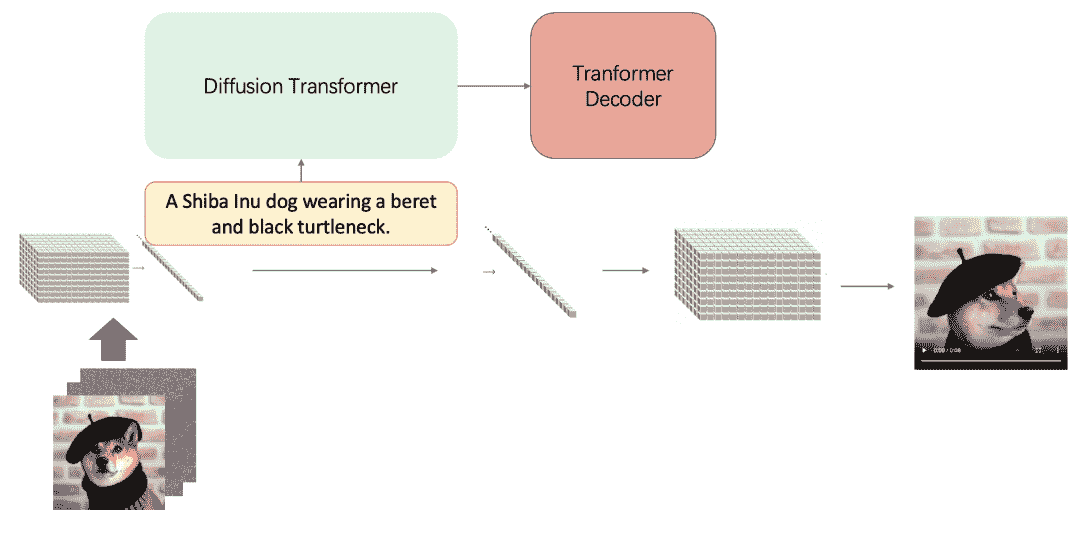 Diffusion Transformer
Tranformer
Decoder
A Shiba Inu dog wearing a beret
and black turtleneck.